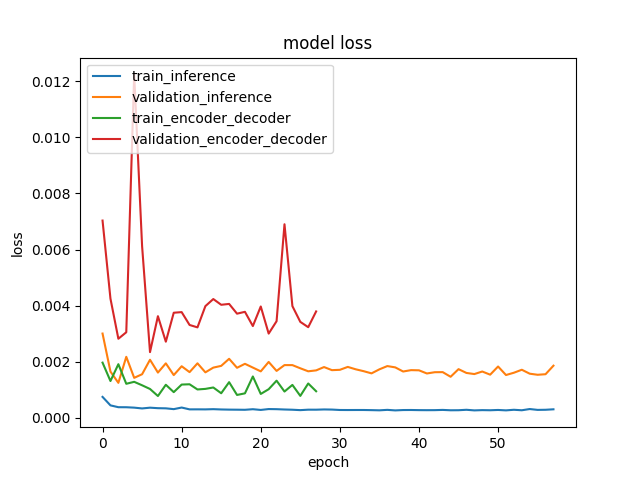 model loss
train_inference
validation_inference
train_encoder_decoder
validation_encoder_decoder
0.012
0.010
0.008
0.006
0.004
0.002
0.000
loss
0 10 20 30 40 50
epoch